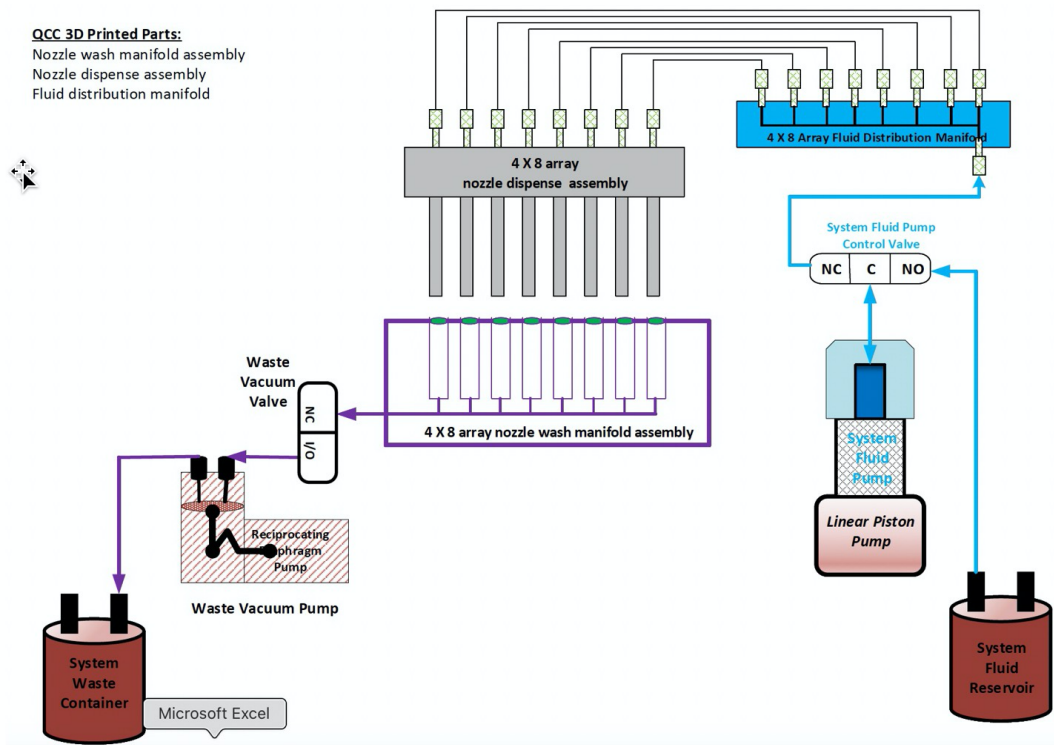 QCC 3D Printed Parts:
Nozzle wash manifold assembly
Nozzle dispense assembly
Fluid distribution manifold
4 X 8 Array Fluid Distribution Manifold
4 X 8 array
nozzle dispense assembly
System Fluid Pump
Control Valve
NC C NO
Waste
Vacuum
Valve
NC
I/O
4 X 8 array nozzle wash manifold assembly
System
Fluid
Pump
Linear Piston
Pump
Reciprocating
phragm
Pump
Waste Vacuum Pump
System
Waste
Container
System
Fluid
Reservoir
Microsoft Excel